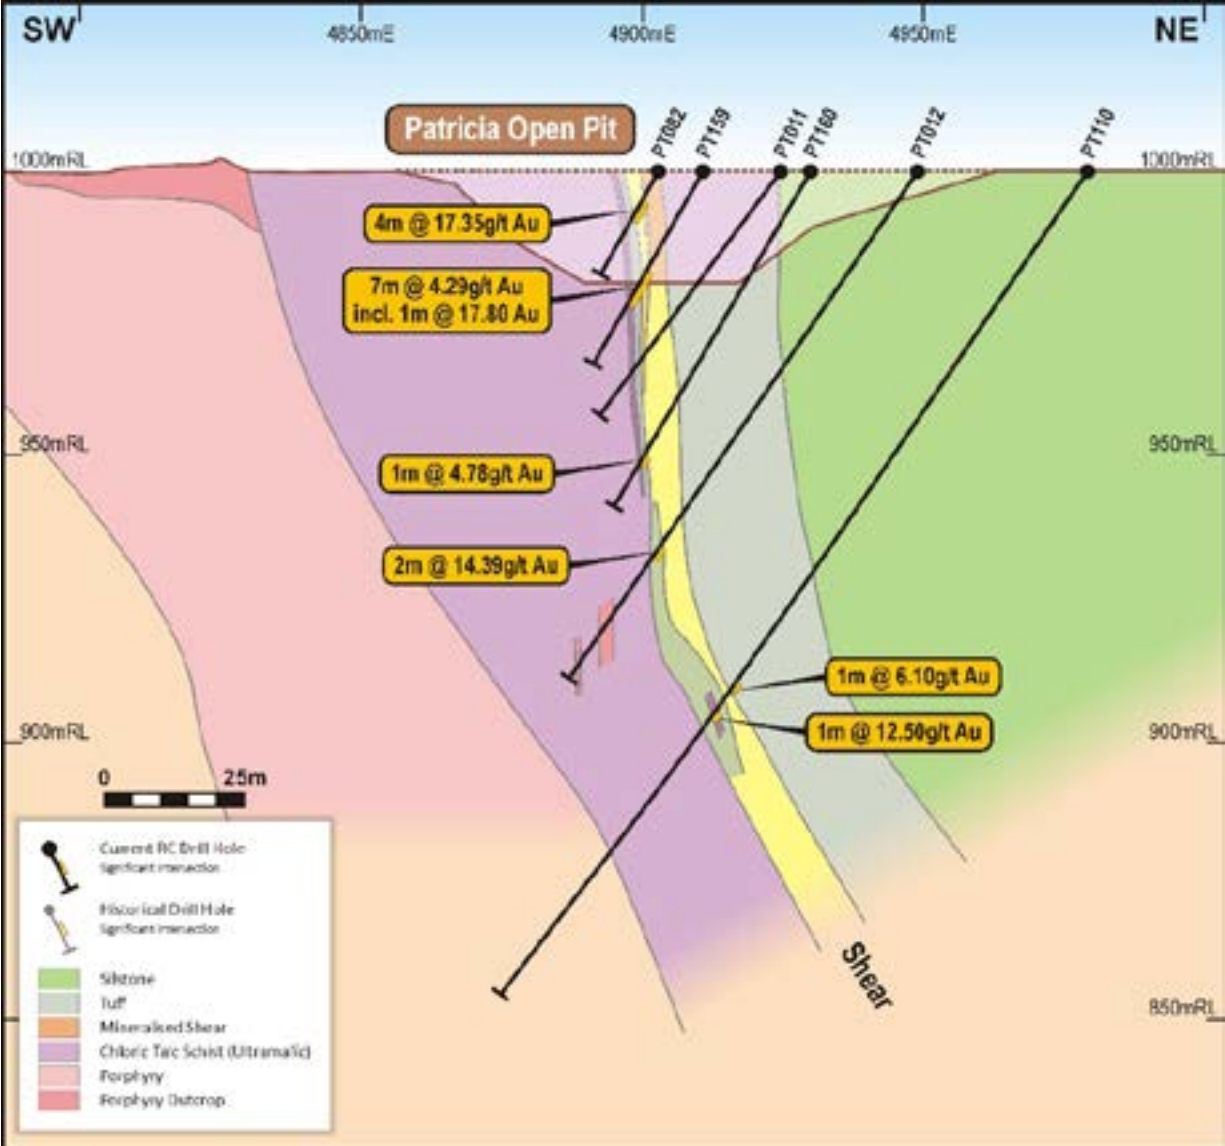 SW
4850mE
4900mE
4950mE
NE
Patricia Open Pit
PT082
PT159
PT011
PT160
PT012
PT110
1000mRL
1000mRL
4m @ 17.35g/t Au
7m @ 4.29g/t Au
incl. 1m @ 17.80 Au
950mRL
950mRL
1m @ 4.78g/t Au
2m @ 14.39g/t Au
1m @ 6.10g/t Au
1m @ 12.50g/t Au
900mRL
900mRL
0
25m
Current RC Drill Hole
Significant Intersection
Historical Drill Hole
Significant Intersection
Siltstone
Tuff
Mineralised Shear
Chloric Talc Schist (Ultramafic)
Porphyry
Porphyry Outcrop
Shear
850mRL